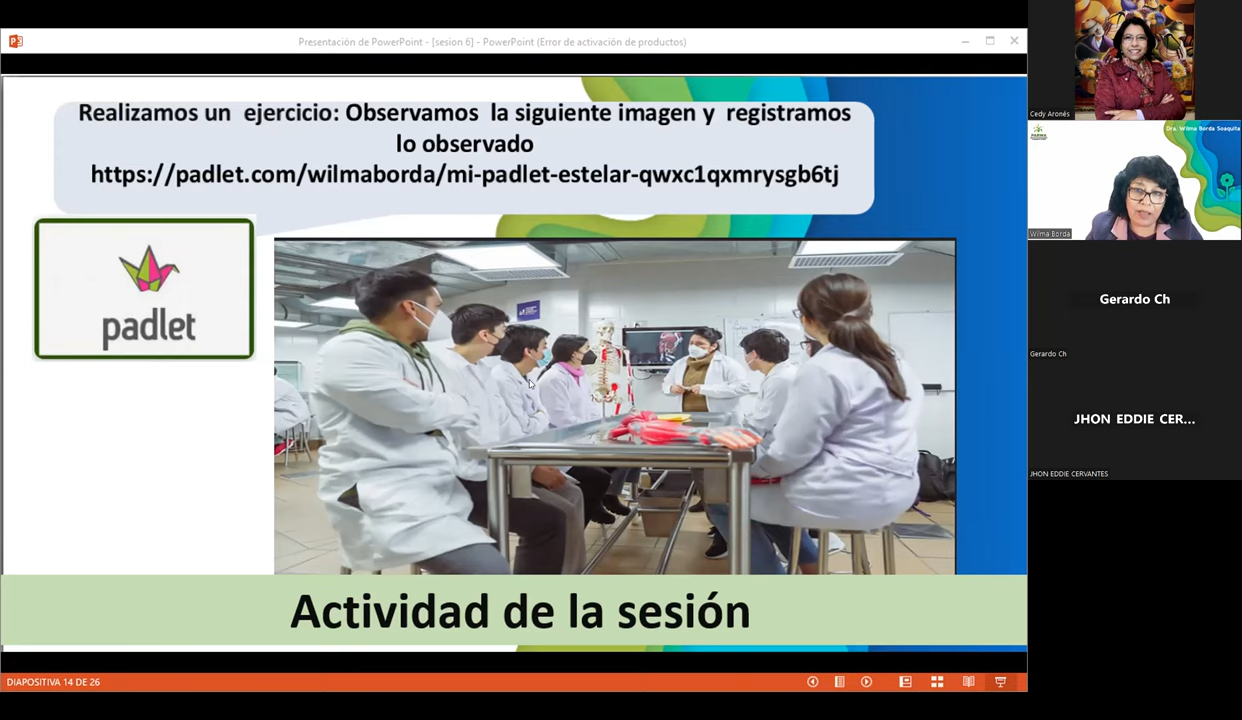 Presentación de PowerPoint - [sesion 6] - PowerPoint (Error de activación de productos)
Realizamos un ejercicio: Observamos la siguiente imagen y registramos
lo observado
https://padlet.com/wilmaborda/mi-padlet-estelar-qwxc1qxmrysgb6tj
padlet
Actividad de la sesión
DIAPOSITIVA 14 DE 26
Cedy Aronés
Dra. Wilma Borda Soaquita
Wilma Borda
Gerardo Ch
Gerardo Ch
JHON EDDIE CER...
JHON EDDIE CERVANTES